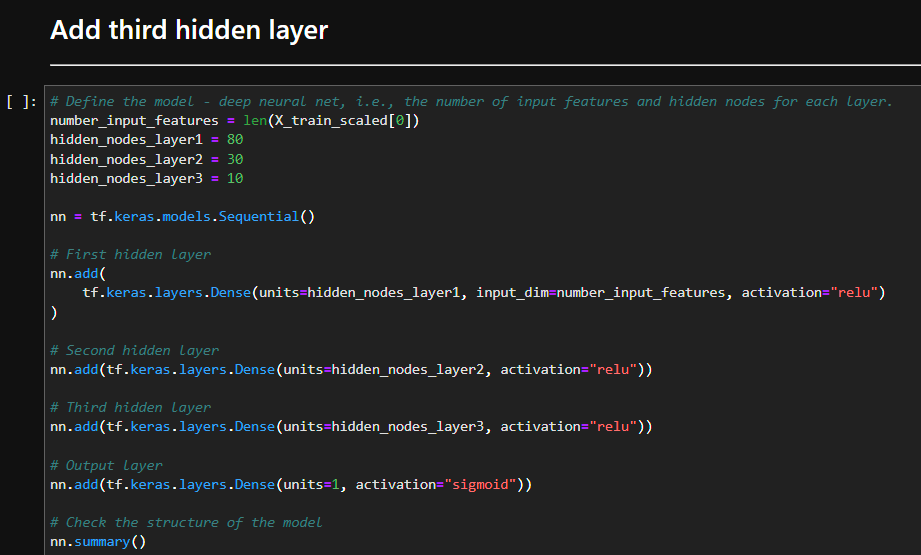 Add third hidden layer
[ ]:
# Define the model - deep neural net, i.e., the number of input features and hidden nodes for each layer.
number_input_features = len(X_train_scaled[0])
hidden_nodes_layer1 = 80
hidden_nodes_layer2 = 30
hidden_nodes_layer3 = 10

nn = tf.keras.models.Sequential()

# First hidden layer
nn.add(
    tf.keras.layers.Dense(units=hidden_nodes_layer1, input_dim=number_input_features, activation="relu")
)

# Second hidden layer
nn.add(tf.keras.layers.Dense(units=hidden_nodes_layer2, activation="relu"))

# Third hidden layer
nn.add(tf.keras.layers.Dense(units=hidden_nodes_layer3, activation="relu"))

# Output layer
nn.add(tf.keras.layers.Dense(units=1, activation="sigmoid"))

# Check the structure of the model
nn.summary()